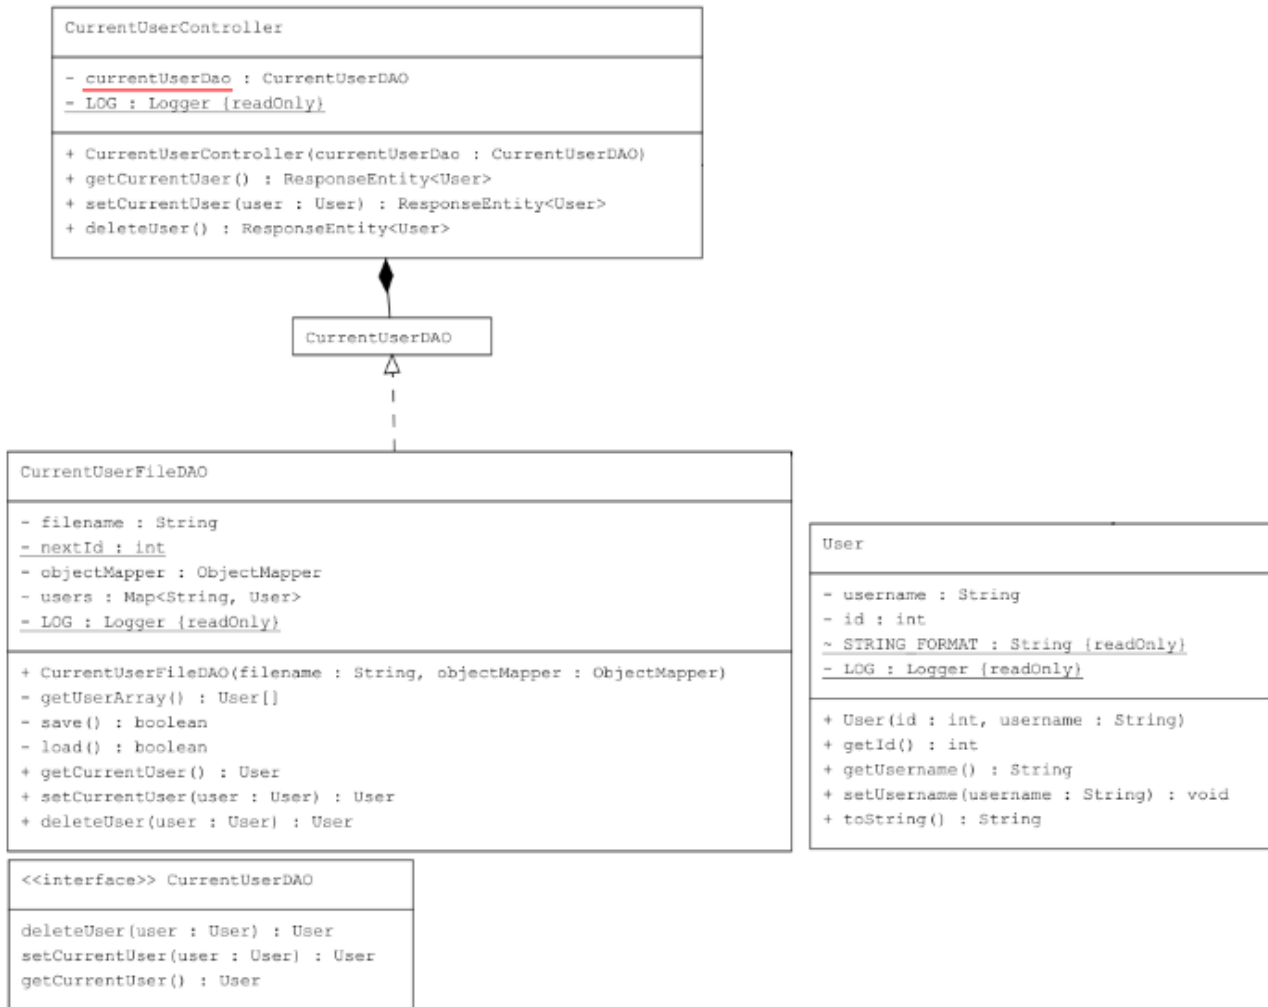 CurrentUserController
- currentUserDao : CurrentUserDAO
- LOG : Logger {readOnly}
+ CurrentUserController(currentUserDao : CurrentUserDAO)
+ getCurrentUser() : ResponseEntity<User>
+ setCurrentUser(user : User) : ResponseEntity<User>
+ deleteUser() : ResponseEntity<User>
CurrentUserDAO
CurrentUserFileDAO
- filename : String
- nextId : int
- objectMapper : ObjectMapper
- users : Map<String, User>
- LOG : Logger {readOnly}
+ CurrentUserFileDAO(filename : String, objectMapper : ObjectMapper)
- getUserArray() : User[]
- save() : boolean
- load() : boolean
+ getCurrentUser() : User
+ setCurrentUser(user : User) : User
+ deleteUser(user : User) : User
User
- username : String
- id : int
~ STRING_FORMAT : String {readOnly}
- LOG : Logger {readOnly}
+ User(id : int, username : String)
+ getId() : int
+ getUsername() : String
+ setUsername(username : String) : void
+ toString() : String
<<interface>> CurrentUserDAO
deleteUser(user : User) : User
setCurrentUser(user : User) : User
getCurrentUser() : User